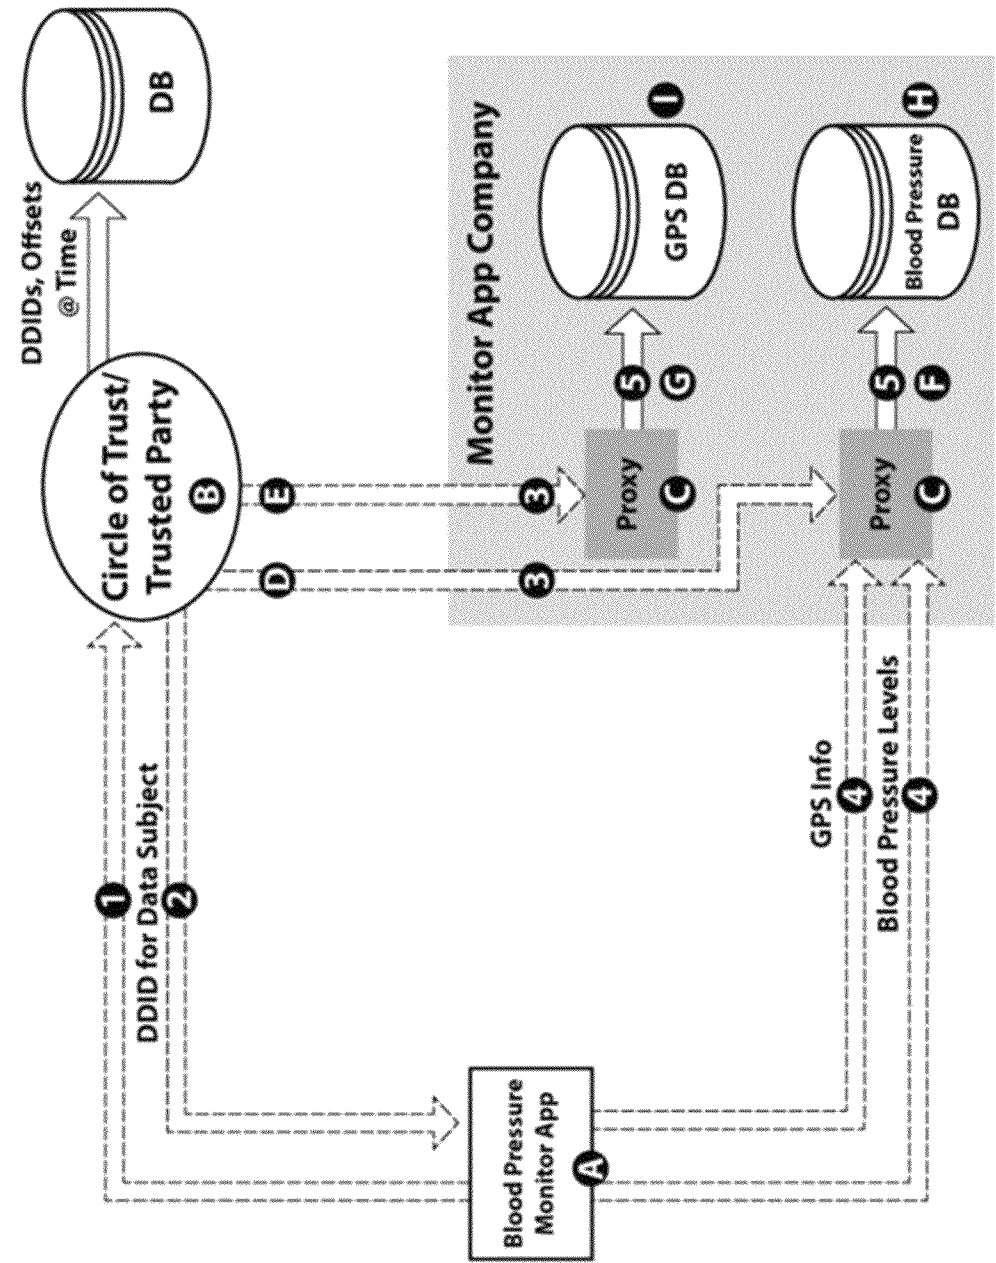 DB
DDIDs, Offsets
@ Time
Circle of Trust/
Trusted Party
B
E
D
3
3
Monitor App Company
Proxy
C
5
G
GPS DB
I
Proxy
C
5
F
Blood Pressure
DB
H
1
DDID for Data Subject
2
GPS Info
4
Blood Pressure Levels
4
Blood Pressure
Monitor App
A